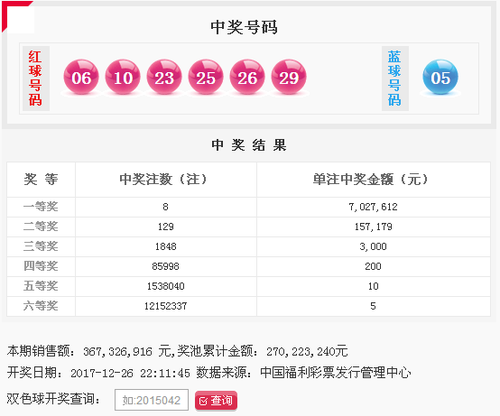 中奖号码
红球号码 06 10 23 25 26 29 蓝球号码 05
中 奖 结 果
奖 等 中奖注数（注） 单注中奖金额（元）
一等奖 8 7,027,612
二等奖 129 157,179
三等奖 1848 3,000
四等奖 85998 200
五等奖 1538040 10
六等奖 12152337 5
本期销售额：367,326,916 元,奖池累计金额：270,223,240元
开奖日期：2017-12-26 22:11:45 数据来源：中国福利彩票发行管理中心
双色球开奖查询： 如:2015042 查询